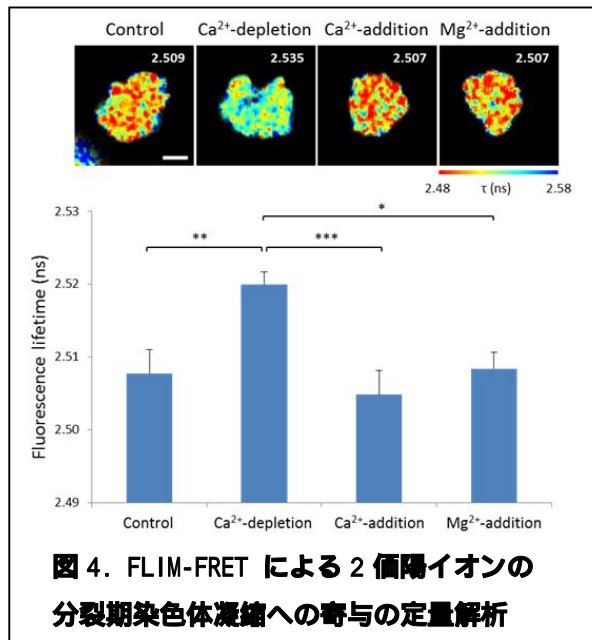 Control Ca²⁺-depletion Ca²⁺-addition Mg²⁺-addition
2.509 2.535 2.507 2.507
τ (ns)
2.48 2.58
Fluorescence lifetime (ns)
2.53
2.52
2.51
2.50
2.49
*
** ***
Control Ca²⁺-depletion Ca²⁺-addition Mg²⁺-addition
図 4. FLIM-FRET による 2 価陽イオンの
分裂期染色体凝縮への寄与の定量解析